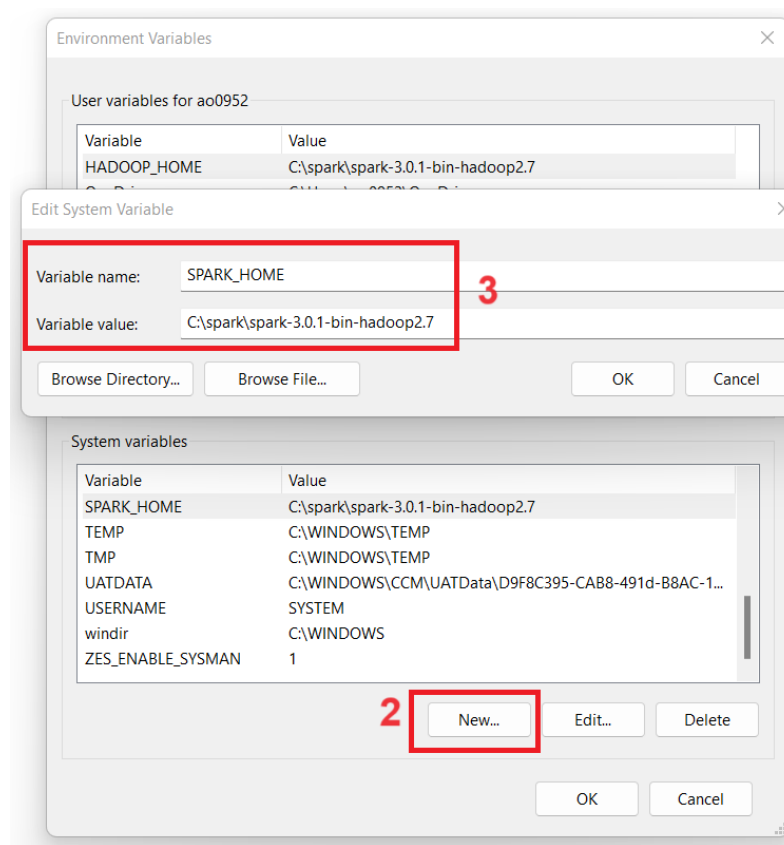 Environment Variables
User variables for ao0952
Variable Value
HADOOP_HOME C:\spark\spark-3.0.1-bin-hadoop2.7
Edit System Variable
Variable name: SPARK_HOME
3
Variable value: C:\spark\spark-3.0.1-bin-hadoop2.7
Browse Directory... Browse File... OK Cancel
System variables
Variable Value
SPARK_HOME C:\spark\spark-3.0.1-bin-hadoop2.7
TEMP C:\WINDOWS\TEMP
TMP C:\WINDOWS\TEMP
UATDATA C:\WINDOWS\CCM\UATData\D9F8C395-CAB8-491d-B8AC-1...
USERNAME SYSTEM
windir C:\WINDOWS
ZES_ENABLE_SYSMAN 1
2 New... Edit... Delete
OK Cancel